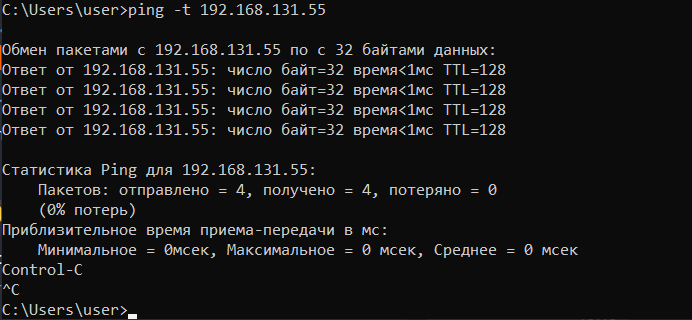 C:\Users\user>ping -t 192.168.131.55
Обмен пакетами с 192.168.131.55 по с 32 байтами данных:
Ответ от 192.168.131.55: число байт=32 время<1мс TTL=128
Ответ от 192.168.131.55: число байт=32 время<1мс TTL=128
Ответ от 192.168.131.55: число байт=32 время<1мс TTL=128
Ответ от 192.168.131.55: число байт=32 время<1мс TTL=128
Статистика Ping для 192.168.131.55:
Пакетов: отправлено = 4, получено = 4, потеряно = 0
(0% потерь)
Приблизительное время приема-передачи в мс:
Минимальное = 0мсек, Максимальное = 0 мсек, Среднее = 0 мсек
Control-C
^C
C:\Users\user>